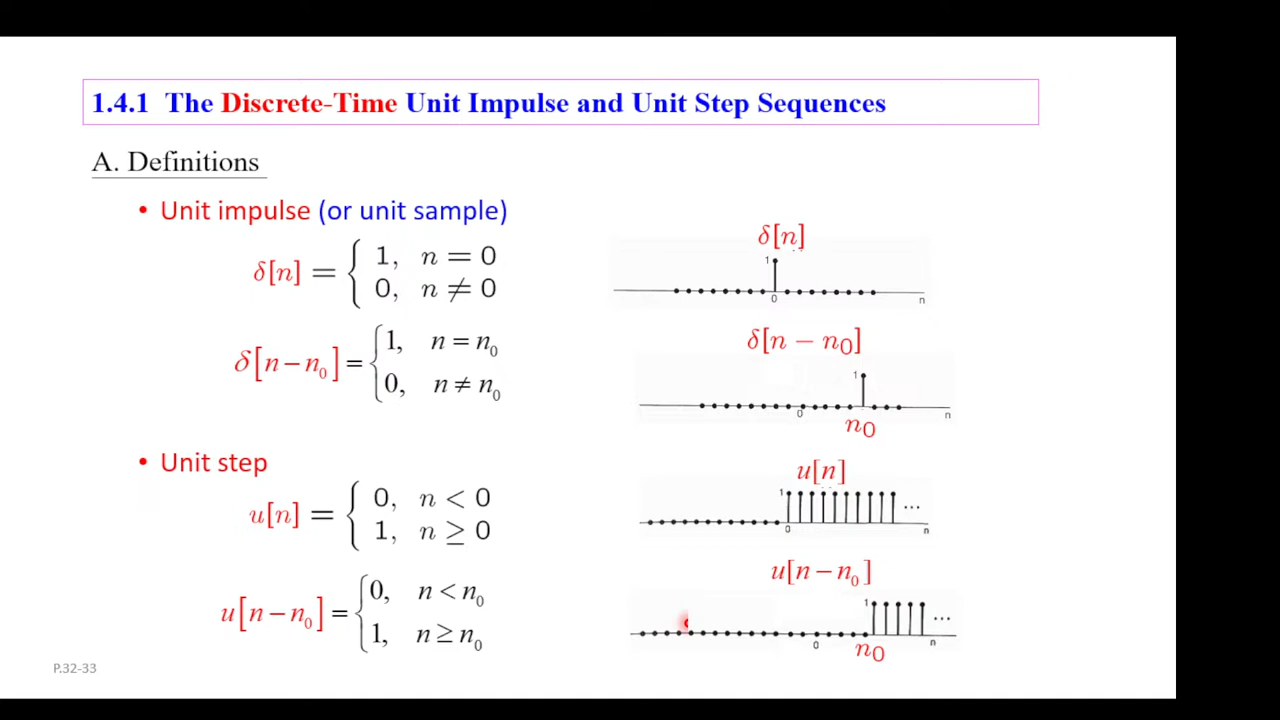 1.4.1 The Discrete-Time Unit Impulse and Unit Step Sequences
A. Definitions
• Unit impulse (or unit sample)
δ[n] = { 1, n = 0
0, n ≠ 0
δ[n]
1
0
n
δ[n − n₀] = { 1, n = n₀
0, n ≠ n₀
δ[n − n₀]
1
0
n
n₀
• Unit step
u[n] = { 0, n < 0
1, n ≥ 0
u[n]
1
...
0
n
u[n − n₀] = { 0, n < n₀
1, n ≥ n₀
u[n − n₀]
1
...
0
n
n₀
P.32-33